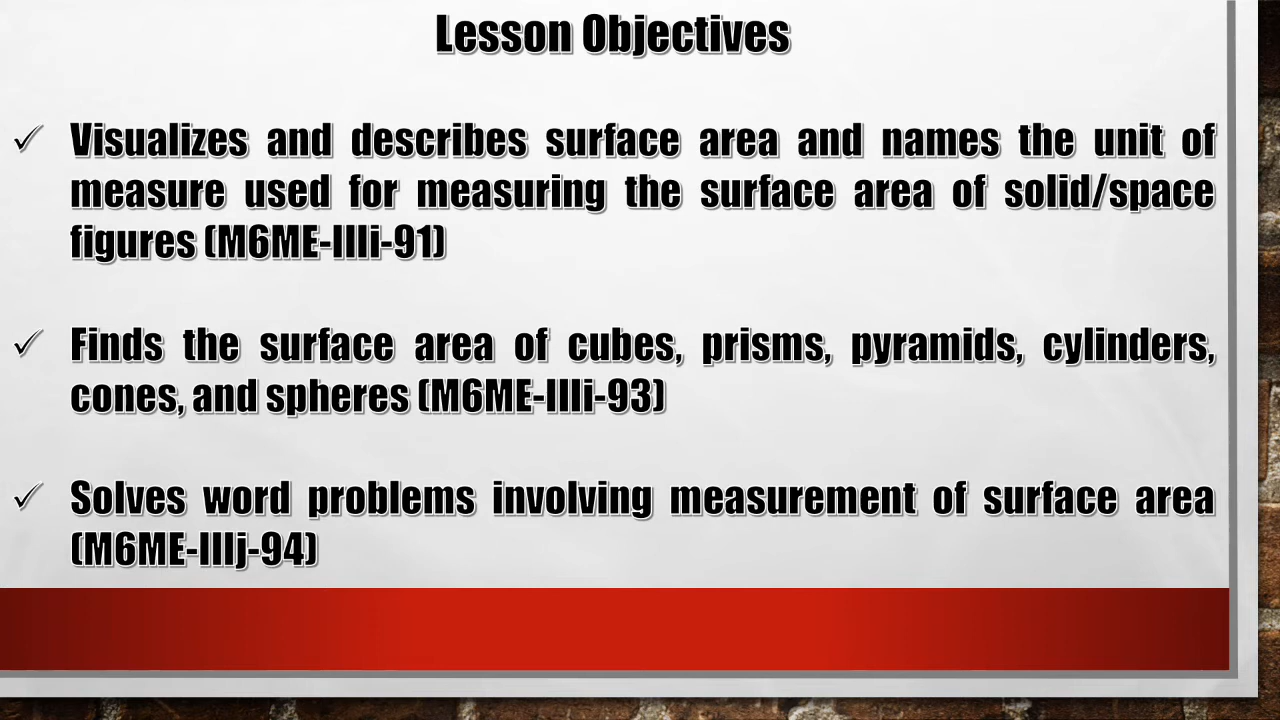 Lesson Objectives
✓ Visualizes and describes surface area and names the unit of
measure used for measuring the surface area of solid/space
figures (M6ME-IIIi-91)
✓ Finds the surface area of cubes, prisms, pyramids, cylinders,
cones, and spheres (M6ME-IIIi-93)
✓ Solves word problems involving measurement of surface area
(M6ME-IIIj-94)